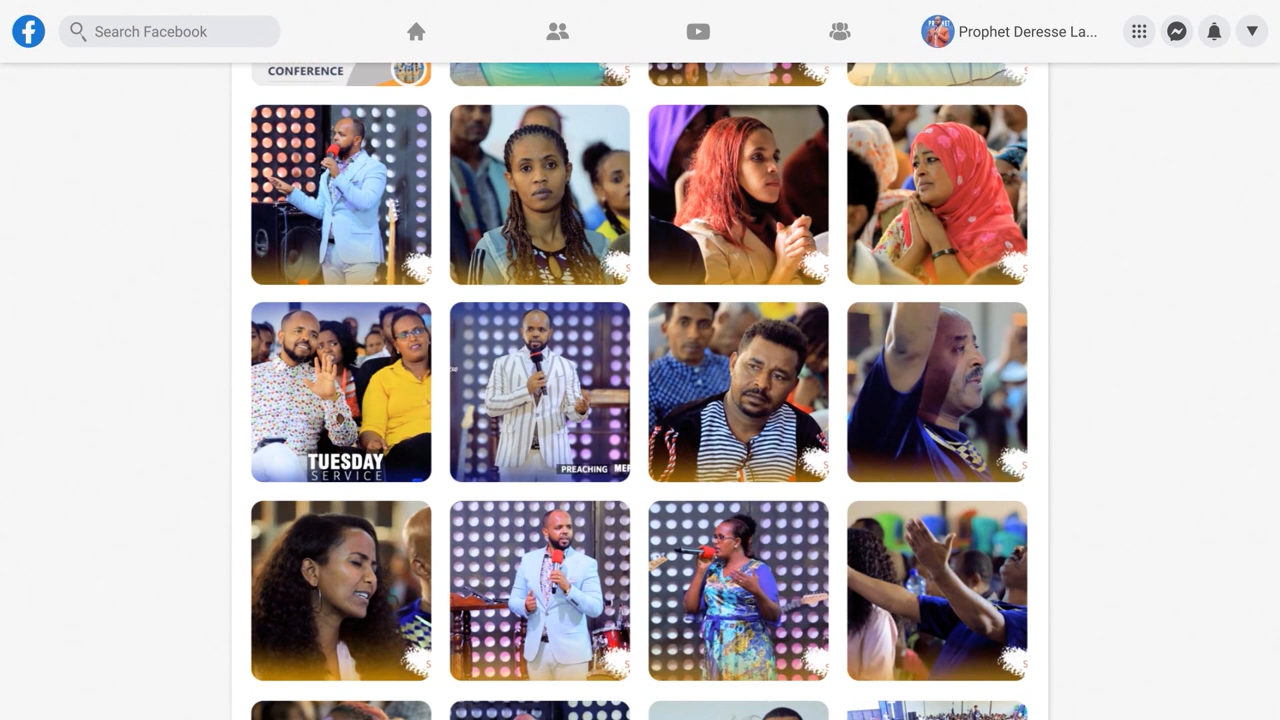 Search Facebook
Prophet Deresse La...
CONFERENCE
TUESDAY
SERVICE
PREACHING